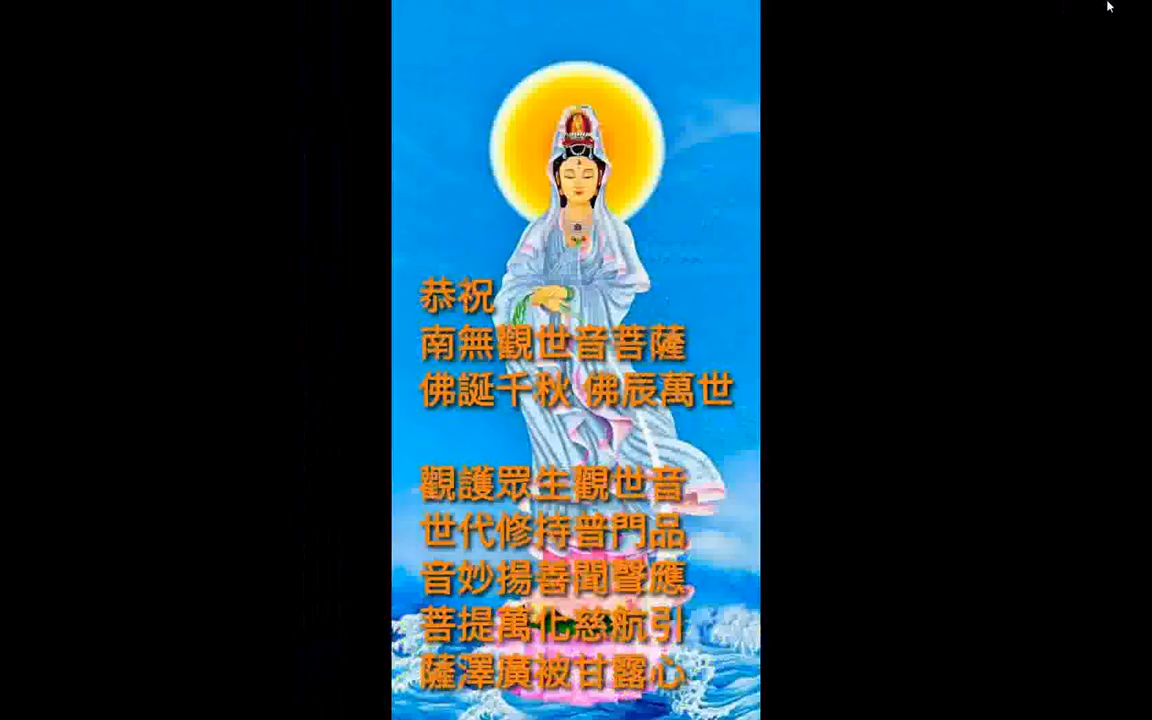 恭祝
南無觀世音菩薩
佛誕千秋 佛辰萬世
觀護眾生觀世音
世代修持普門品
音妙揚善聞聲應
菩提萬化慈航引
薩澤廣被甘露心